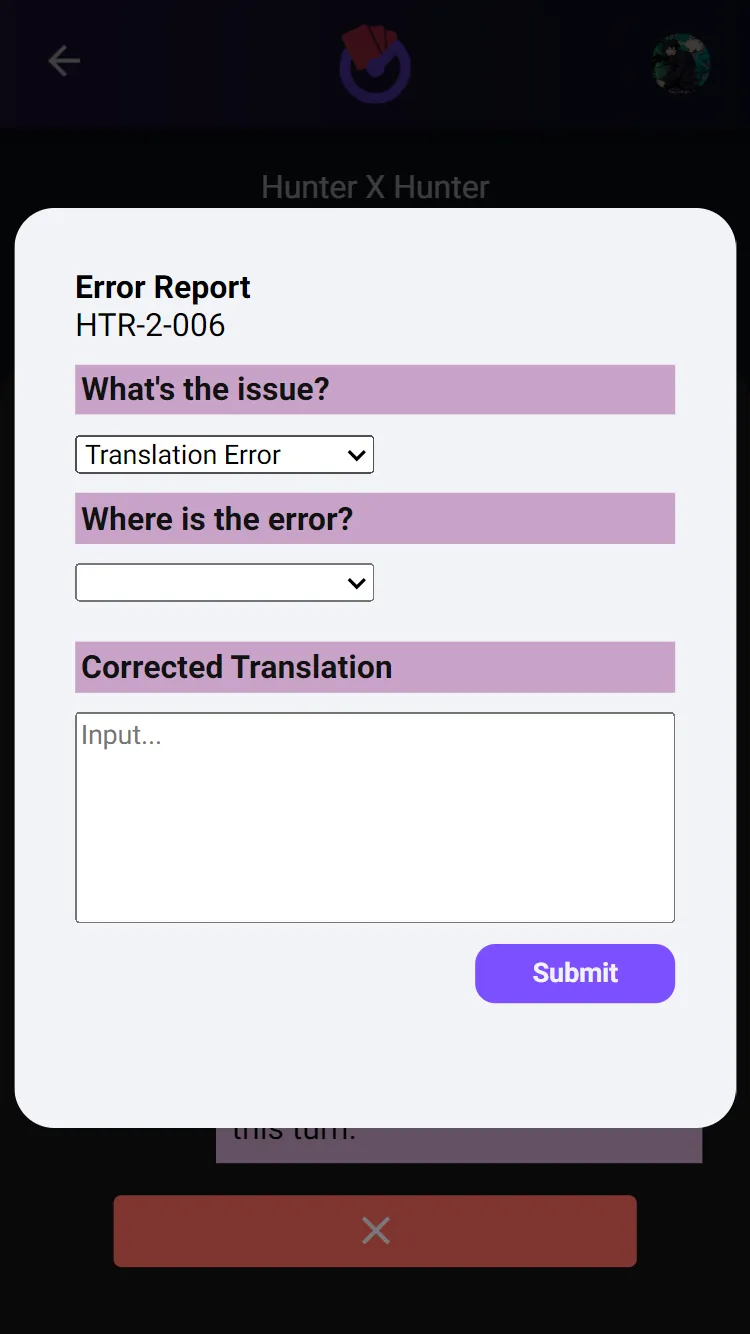 Hunter X Hunter
Error Report
HTR-2-006
What's the issue?
Translation Error
Where is the error?
Corrected Translation
Input...
Submit
this turn.